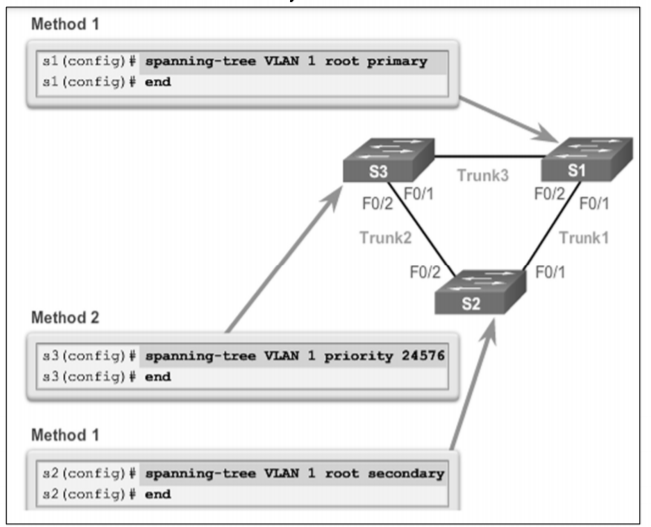 Method 1
s1(config)# spanning-tree VLAN 1 root primary
s1(config)# end
S3
S1
Trunk3
F0/2
F0/1
F0/2
F0/1
Trunk2
Trunk1
F0/2
F0/1
S2
Method 2
s3(config)# spanning-tree VLAN 1 priority 24576
s3(config)# end
Method 1
s2(config)# spanning-tree VLAN 1 root secondary
s2(config)# end